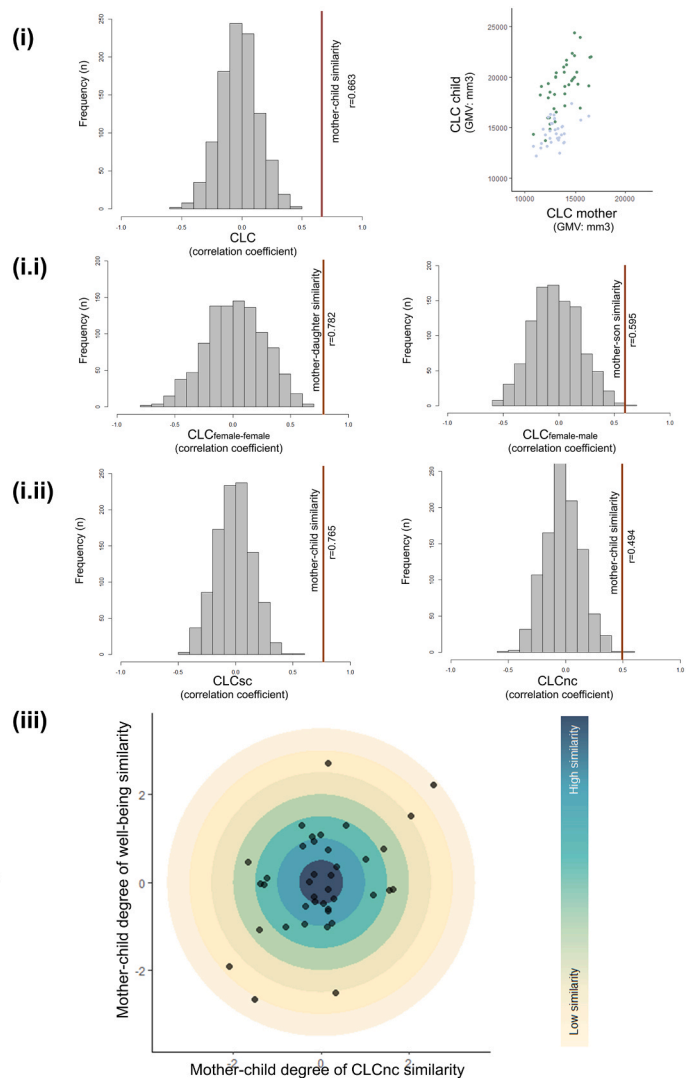 (i)
Frequency (n)
0
50
100
150
200
250
-1.0
-0.5
0.0
0.5
1.0
CLC
(correlation coefficient)
mother-child similarity
r=0.663
CLC child
(GMV: mm3)
25000
20000
15000
10000
10000
15000
20000
CLC mother
(GMV: mm3)
(i.i)
Frequency (n)
0
50
100
150
200
-1.0
-0.5
0.0
0.5
1.0
CLCfemale-female
(correlation coefficient)
mother-daughter similarity
r=0.782
Frequency (n)
0
50
100
150
200
-1.0
-0.5
0.0
0.5
1.0
CLCfemale-male
(correlation coefficient)
mother-son similarity
r=0.595
(i.ii)
Frequency (n)
0
50
100
150
200
250
-1.0
-0.5
0.0
0.5
1.0
CLCsc
(correlation coefficient)
mother-child similarity
r=0.765
Frequency (n)
0
50
100
150
200
250
-1.0
-0.5
0.0
0.5
1.0
CLCnc
(correlation coefficient)
mother-child similarity
r=0.494
(iii)
Mother-child degree of well-being similarity
2
0
-2
-2
0
2
Mother-child degree of CLCnc similarity
High similarity
Low similarity